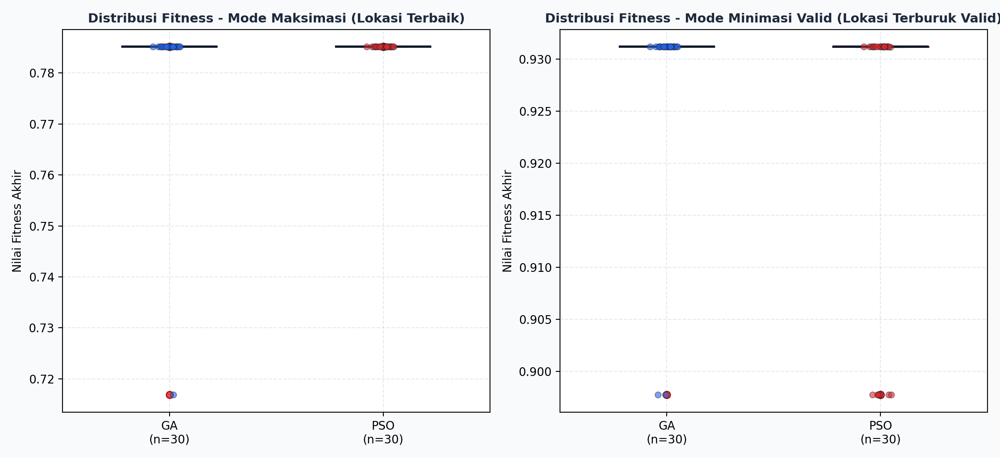 Distribusi Fitness - Mode Maksimasi (Lokasi Terbaik)
Nilai Fitness Akhir
0.78
0.77
0.76
0.75
0.74
0.73
0.72
GA
(n=30)
PSO
(n=30)
Distribusi Fitness - Mode Minimasi Valid (Lokasi Terburuk Valid)
Nilai Fitness Akhir
0.930
0.925
0.920
0.915
0.910
0.905
0.900
GA
(n=30)
PSO
(n=30)